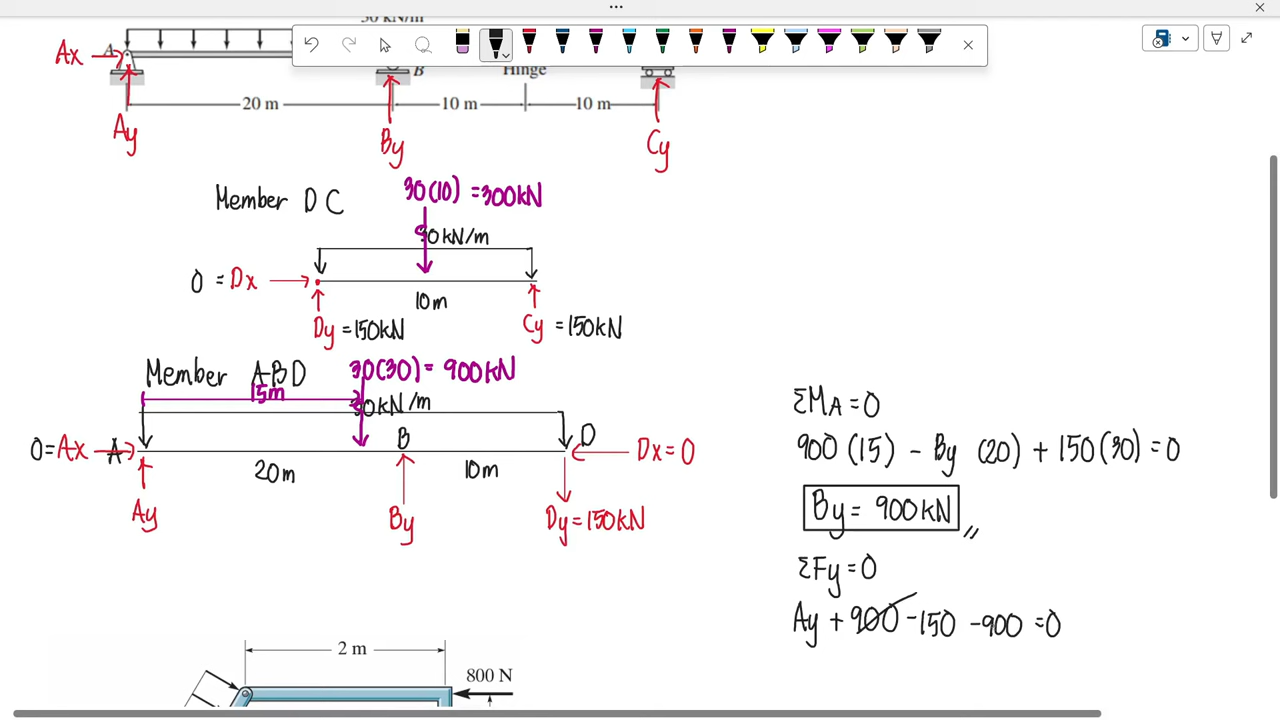 30 kN/m
Ax
A
B
Hinge
20 m
10 m
10 m
Ay
By
Cy
Member DC
30(10) = 300kN
30kN/m
0 = Dx
10m
Dy = 150kN
Cy = 150kN
Member ABD
30(30) = 900kN
15m
30kN/m
0 = Ax
A
B
D
Dx = 0
20m
10m
Ay
By
Dy = 150kN
ΣMA = 0
900 (15) - By (20) + 150(30) = 0
By = 900kN
ΣFy = 0
Ay + 900 - 150 - 900 = 0
2 m
800 N